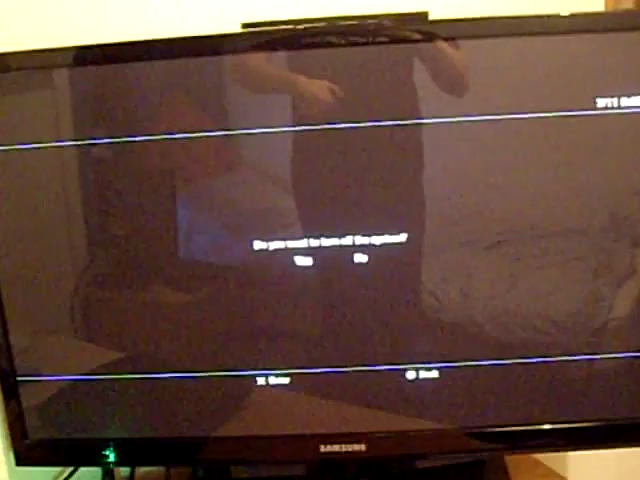 Do you want to turn off the system?
Yes No
Enter Back
SAMSUNG